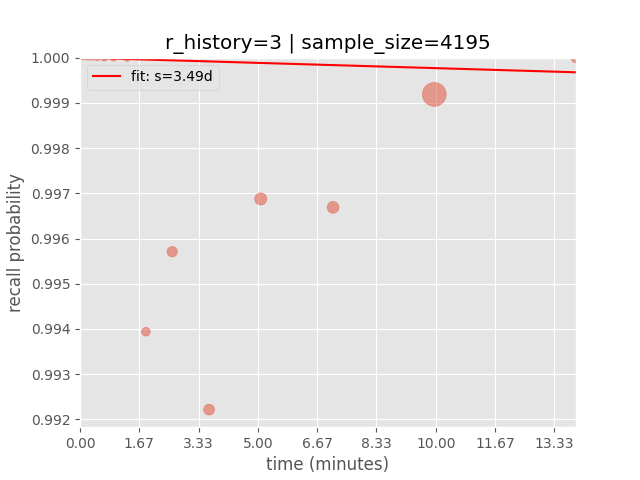 r_history=3 | sample_size=4195
1.000
0.999
0.998
0.997
0.996
0.995
0.994
0.993
0.992
recall probability
fit: s=3.49d
0.00 1.67 3.33 5.00 6.67 8.33 10.00 11.67 13.33
time (minutes)